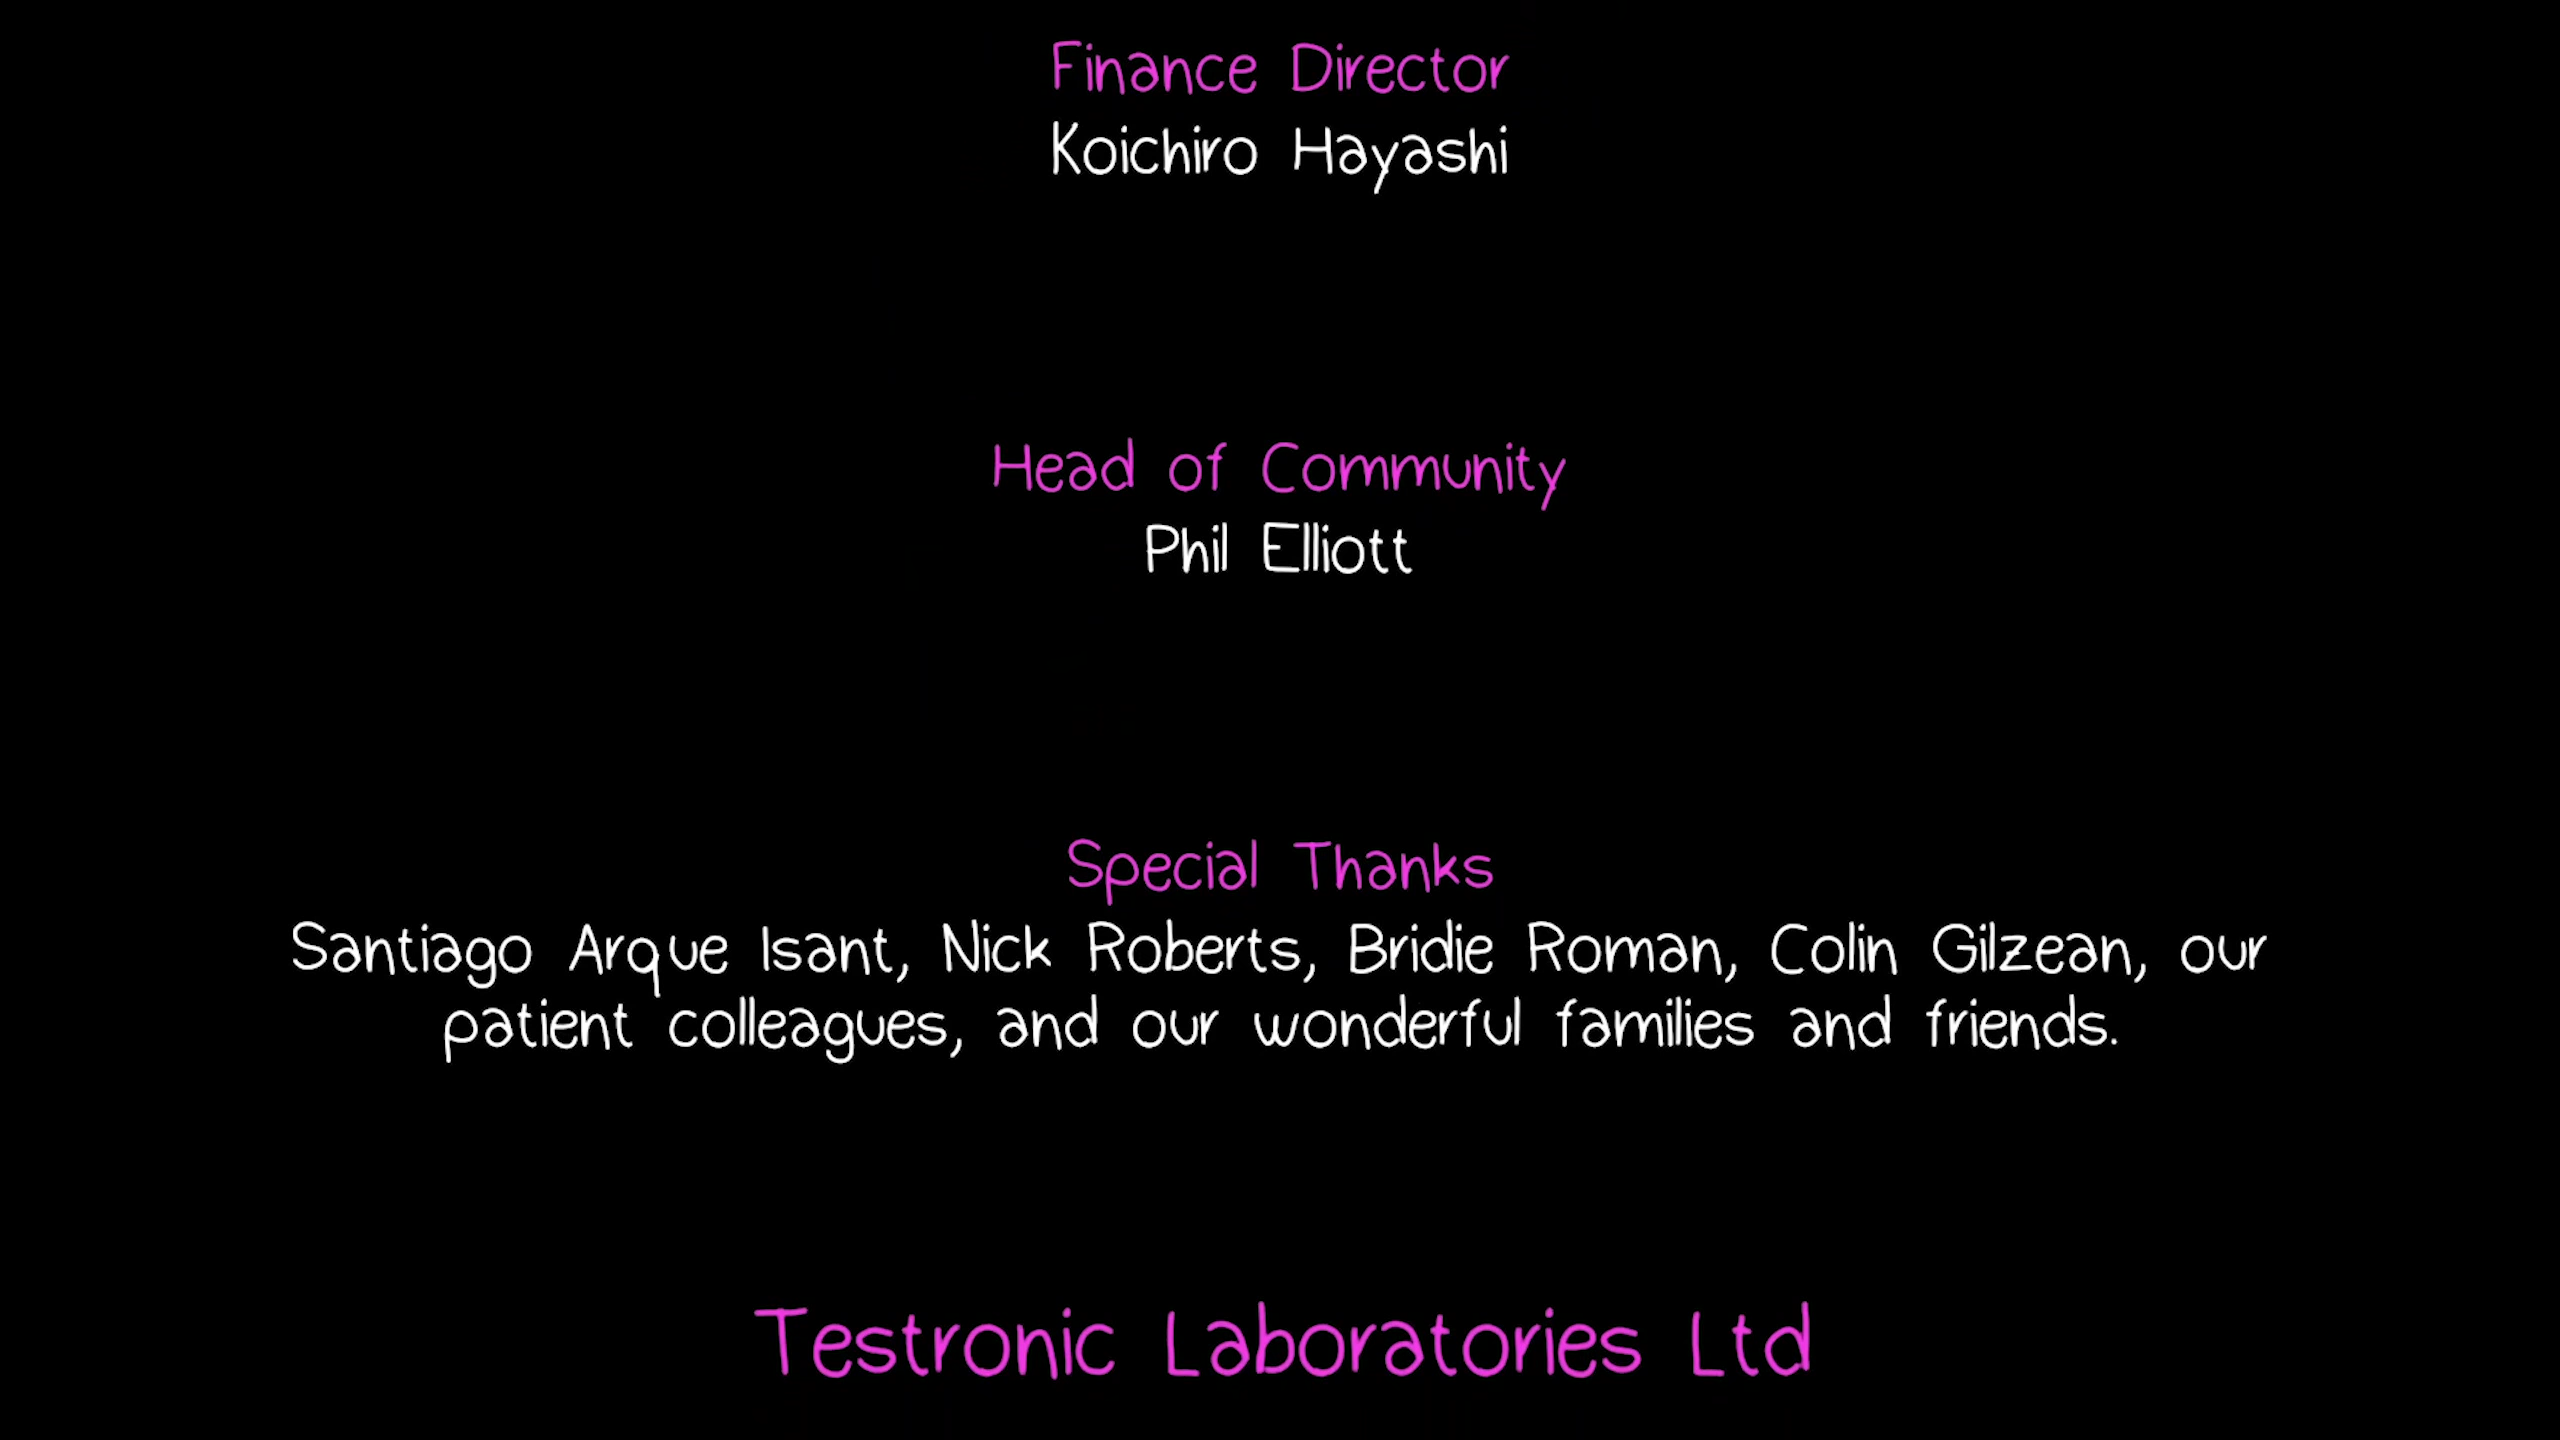 Finance Director
Koichiro Hayashi
Head of Community
Phil Elliott
Special Thanks
Santiago Arque Isant, Nick Roberts, Bridie Roman, Colin Gilzean, our
patient colleagues, and our wonderful families and friends.
Testronic Laboratories Ltd